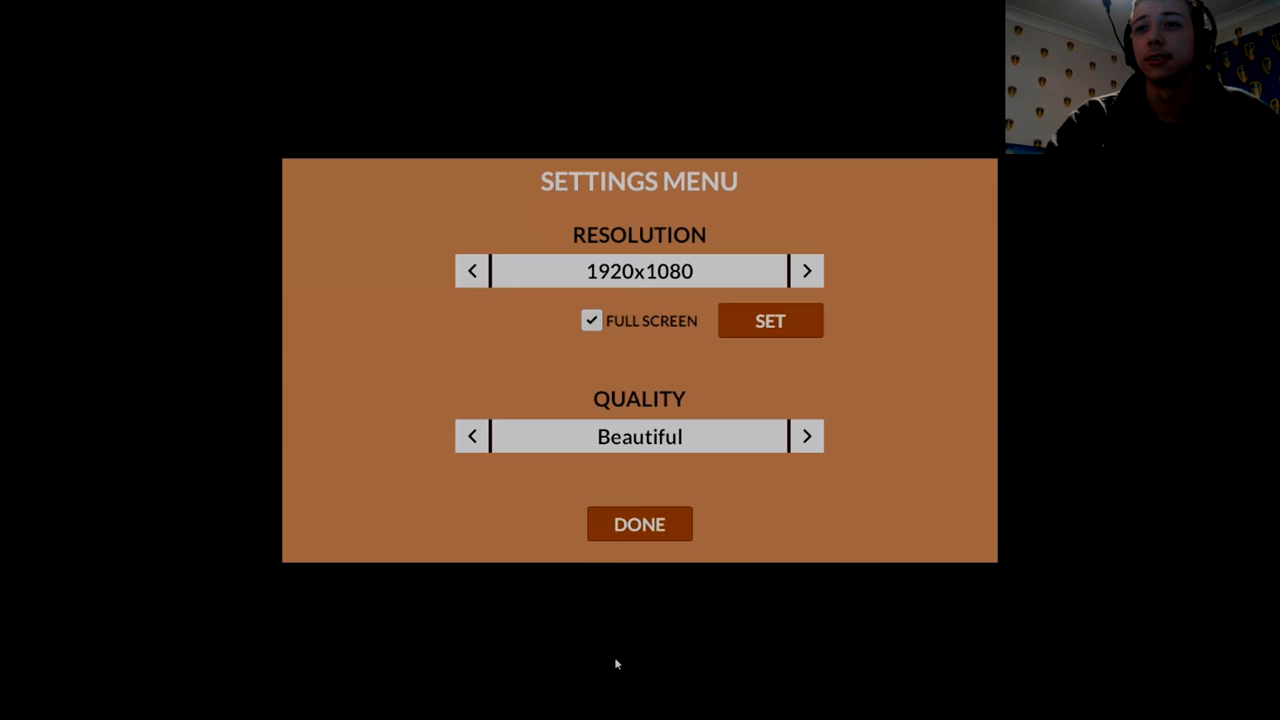 SETTINGS MENU
RESOLUTION
1920x1080
FULL SCREEN
SET
QUALITY
Beautiful
DONE